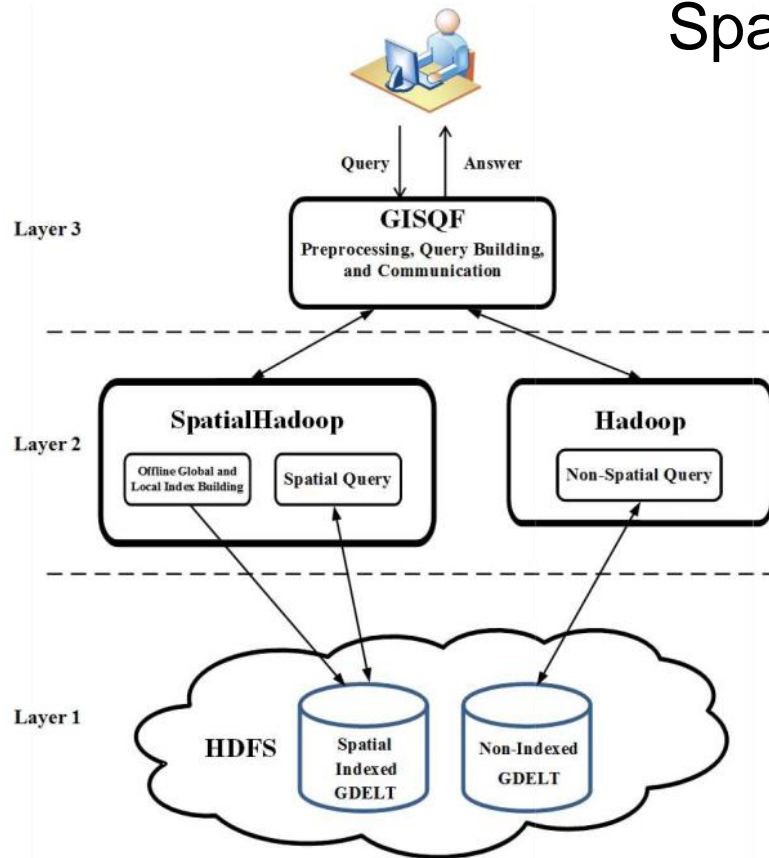 Spa
Query
Answer
Layer 3
GISQF
Preprocessing, Query Building,
and Communication
Layer 2
SpatialHadoop
Offline Global and
Local Index Building
Spatial Query
Hadoop
Non-Spatial Query
Layer 1
HDFS
Spatial
Indexed
GDELT
Non-Indexed
GDELT